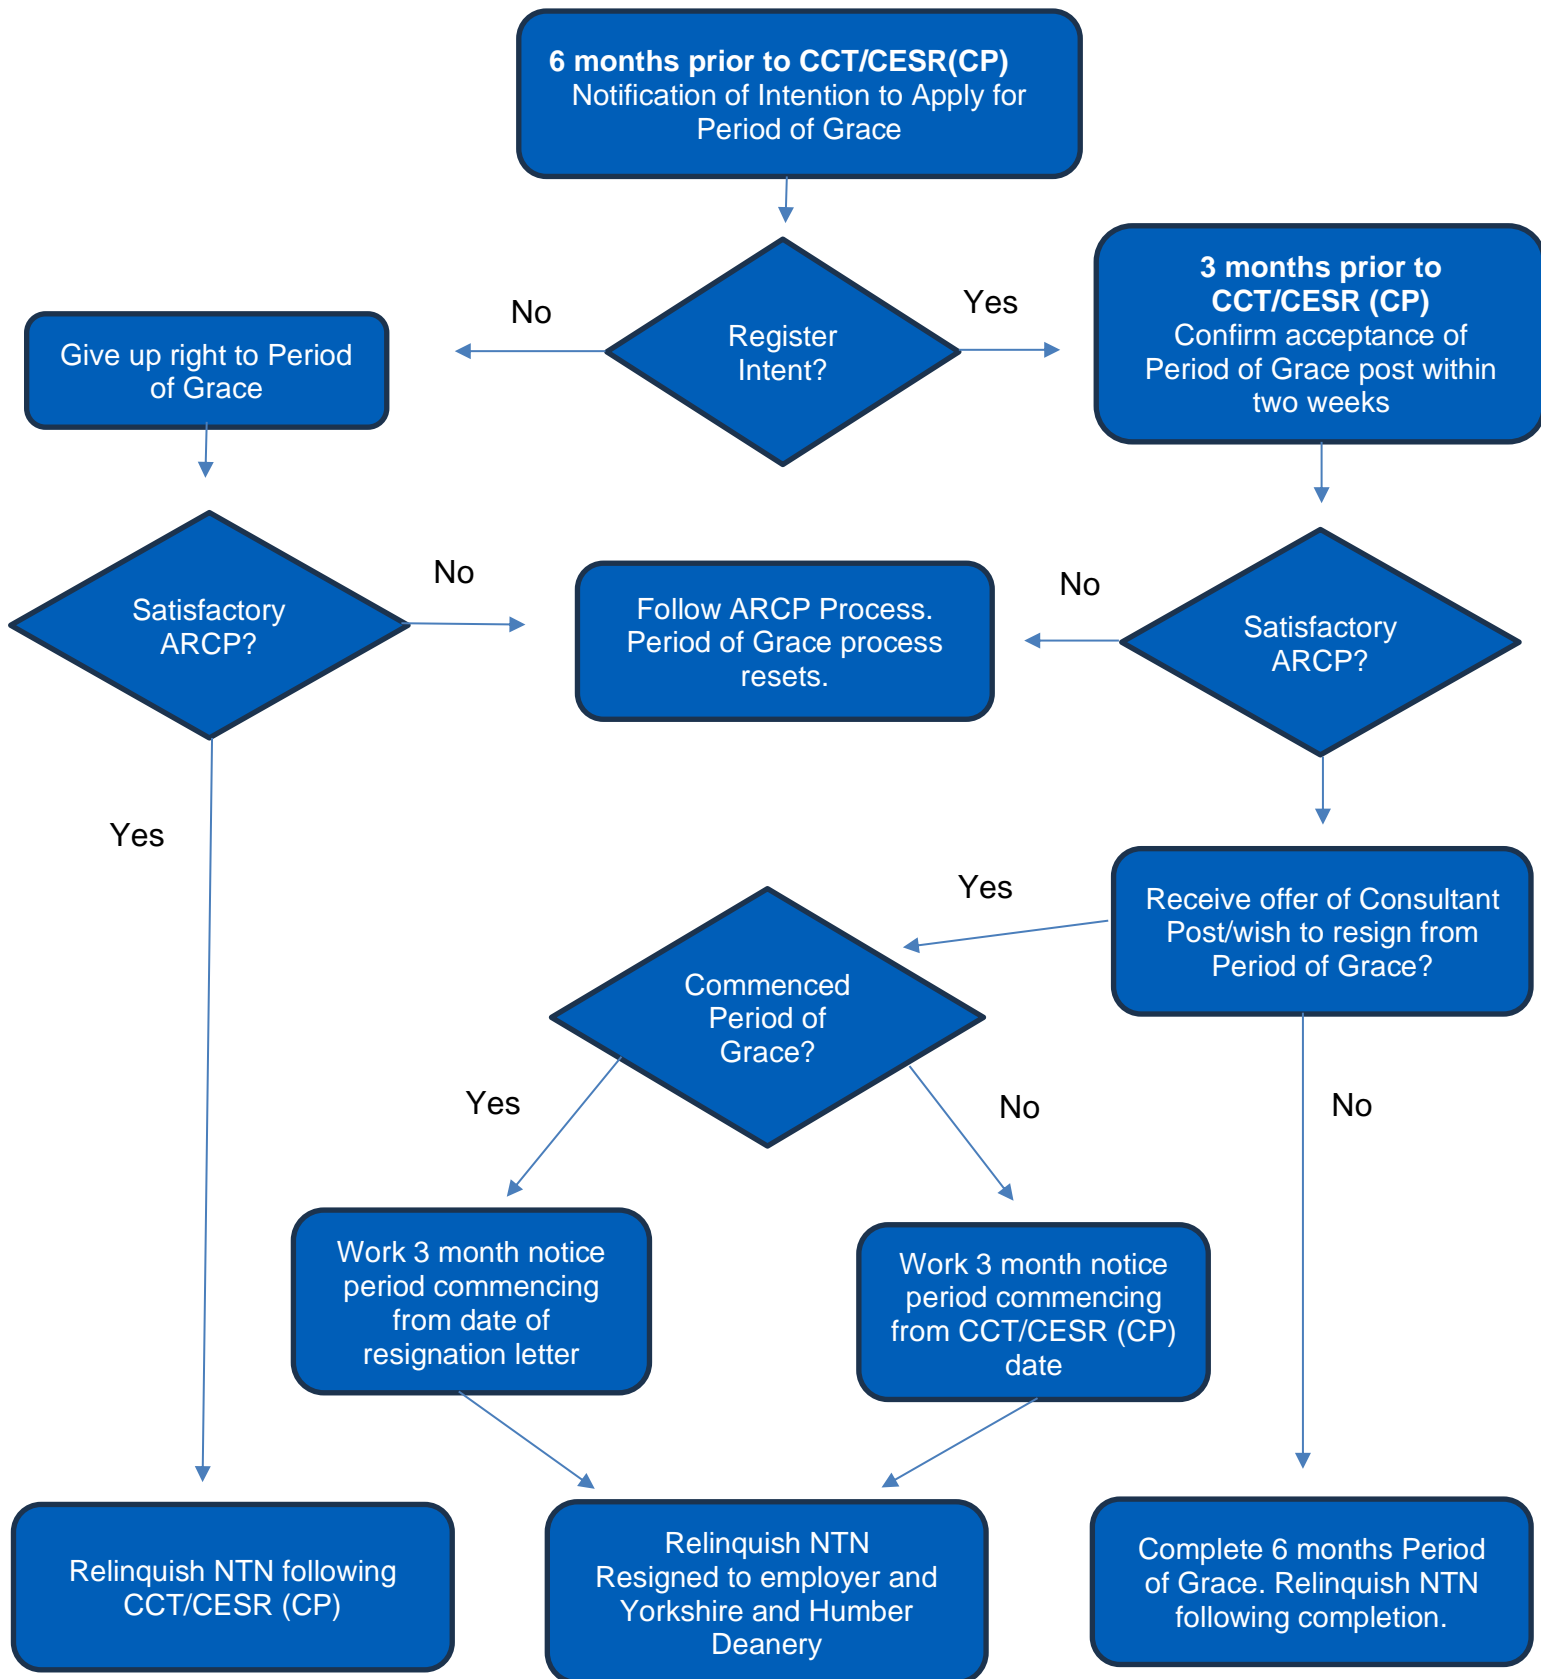 6 months prior to CCT/CESR(CP)
Notification of Intention to Apply for
Period of Grace
No
Yes
Register
Intent?
3 months prior to
CCT/CESR (CP)
Confirm acceptance of
Period of Grace post within
two weeks
Give up right to Period
of Grace
Satisfactory
ARCP?
No
Follow ARCP Process.
Period of Grace process
resets.
No
Satisfactory
ARCP?
Yes
Yes
Receive offer of Consultant
Post/wish to resign from
Period of Grace?
Commenced
Period of
Grace?
Yes
No
No
Work 3 month notice
period commencing
from date of
resignation letter
Work 3 month notice
period commencing
from CCT/CESR (CP)
date
Relinquish NTN following
CCT/CESR (CP)
Relinquish NTN
Resigned to employer and
Yorkshire and Humber
Deanery
Complete 6 months Period
of Grace. Relinquish NTN
following completion.